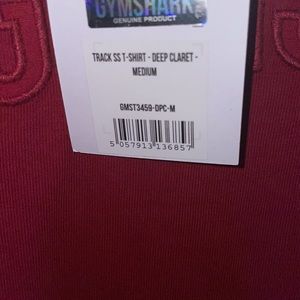 GYMSHARK
GENUINE PRODUCT
TRACK SS T-SHIRT - DEEP CLARET -
MEDIUM
GMST3459-DPC-M
5 057913 136857